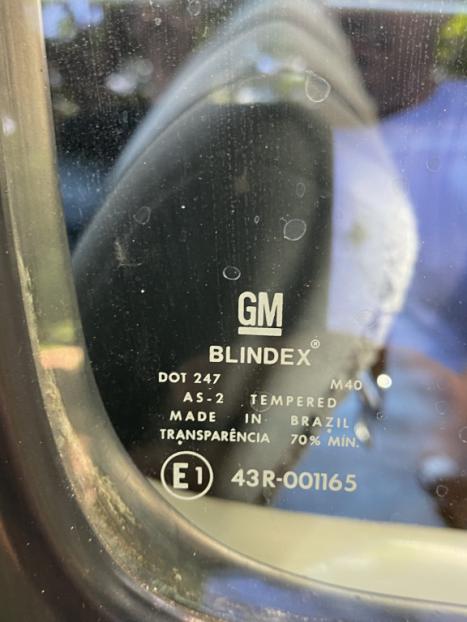 GM
BLINDEX®
DOT 247 M40
AS-2 TEMPERED
MADE IN BRAZIL
TRANSPARÊNCIA 70% MÍN.
E1 43R-001165